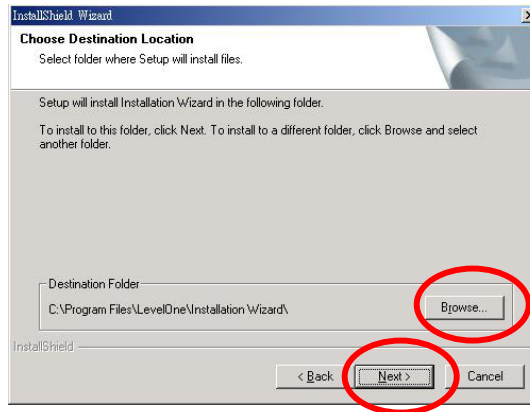 InstallShield Wizard
Choose Destination Location
Select folder where Setup will install files.
Setup will install Installation Wizard in the following folder.
To install to this folder, click Next. To install to a different folder, click Browse and select
another folder.
Destination Folder
C:\Program Files\LevelOne\Installation Wizard\
Browse...
InstallShield
< Back
Next >
Cancel